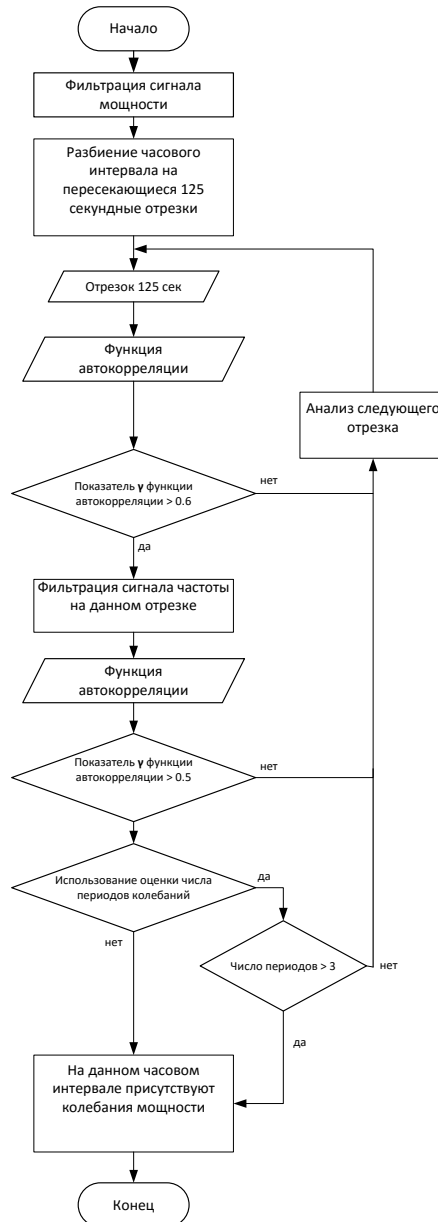 Начало
Фильтрация сигнала
мощности
Разбиение часового
интервала на
пересекающиеся 125
секундные отрезки
Отрезок 125 сек
Функция
автокорреляции
Анализ следующего
отрезка
Показатель γ функции
автокорреляции > 0.6
нет
да
Фильтрация сигнала частоты
на данном отрезке
Функция
автокорреляции
Показатель γ функции
автокорреляции > 0.5
нет
Использование оценки числа
периодов колебаний
да
нет
Число периодов > 3
нет
да
На данном часовом
интервале присутствуют
колебания мощности
Конец